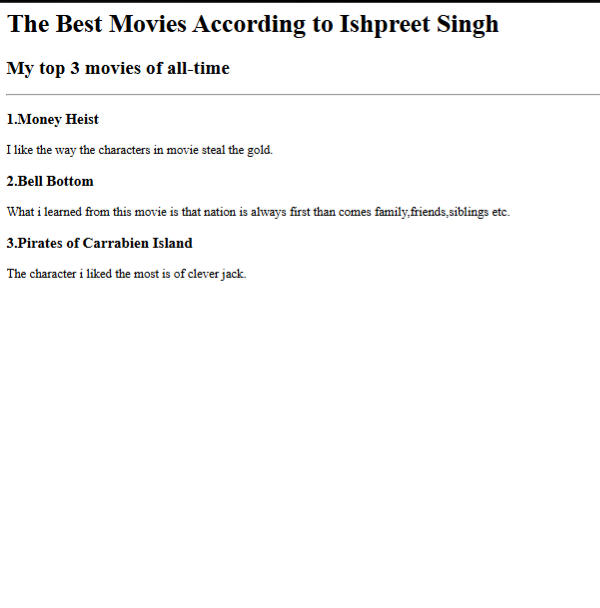 The Best Movies According to Ishpreet Singh
My top 3 movies of all-time
1.Money Heist
I like the way the characters in movie steal the gold.
2.Bell Bottom
What i learned from this movie is that nation is always first than comes family,friends,siblings etc.
3.Pirates of Carrabien Island
The character i liked the most is of clever jack.